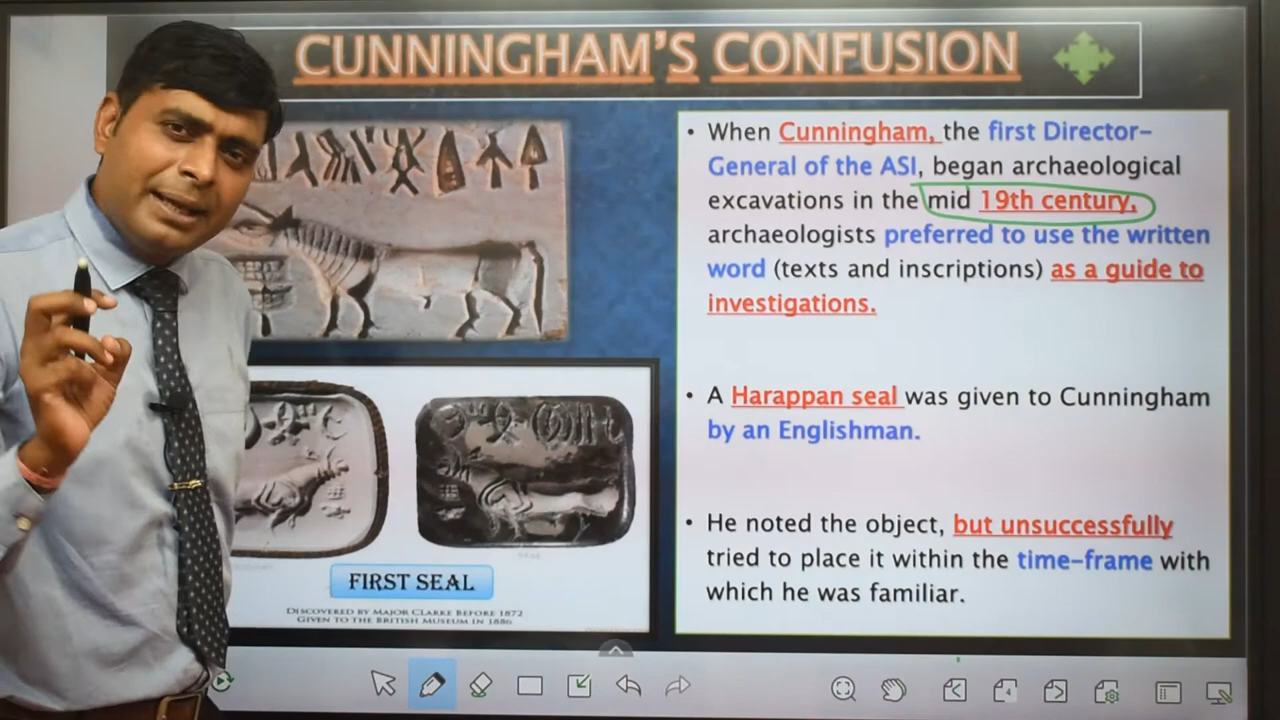 CUNNINGHAM'S CONFUSION
• When Cunningham, the first Director-
General of the ASI, began archaeological
excavations in the mid 19th century,
archaeologists preferred to use the written
word (texts and inscriptions) as a guide to
investigations.
• A Harappan seal was given to Cunningham
by an Englishman.
• He noted the object, but unsuccessfully
tried to place it within the time-frame with
which he was familiar.
FIRST SEAL
Discovered by Major Clarke before 1872
Given to the British Museum in 1886
4